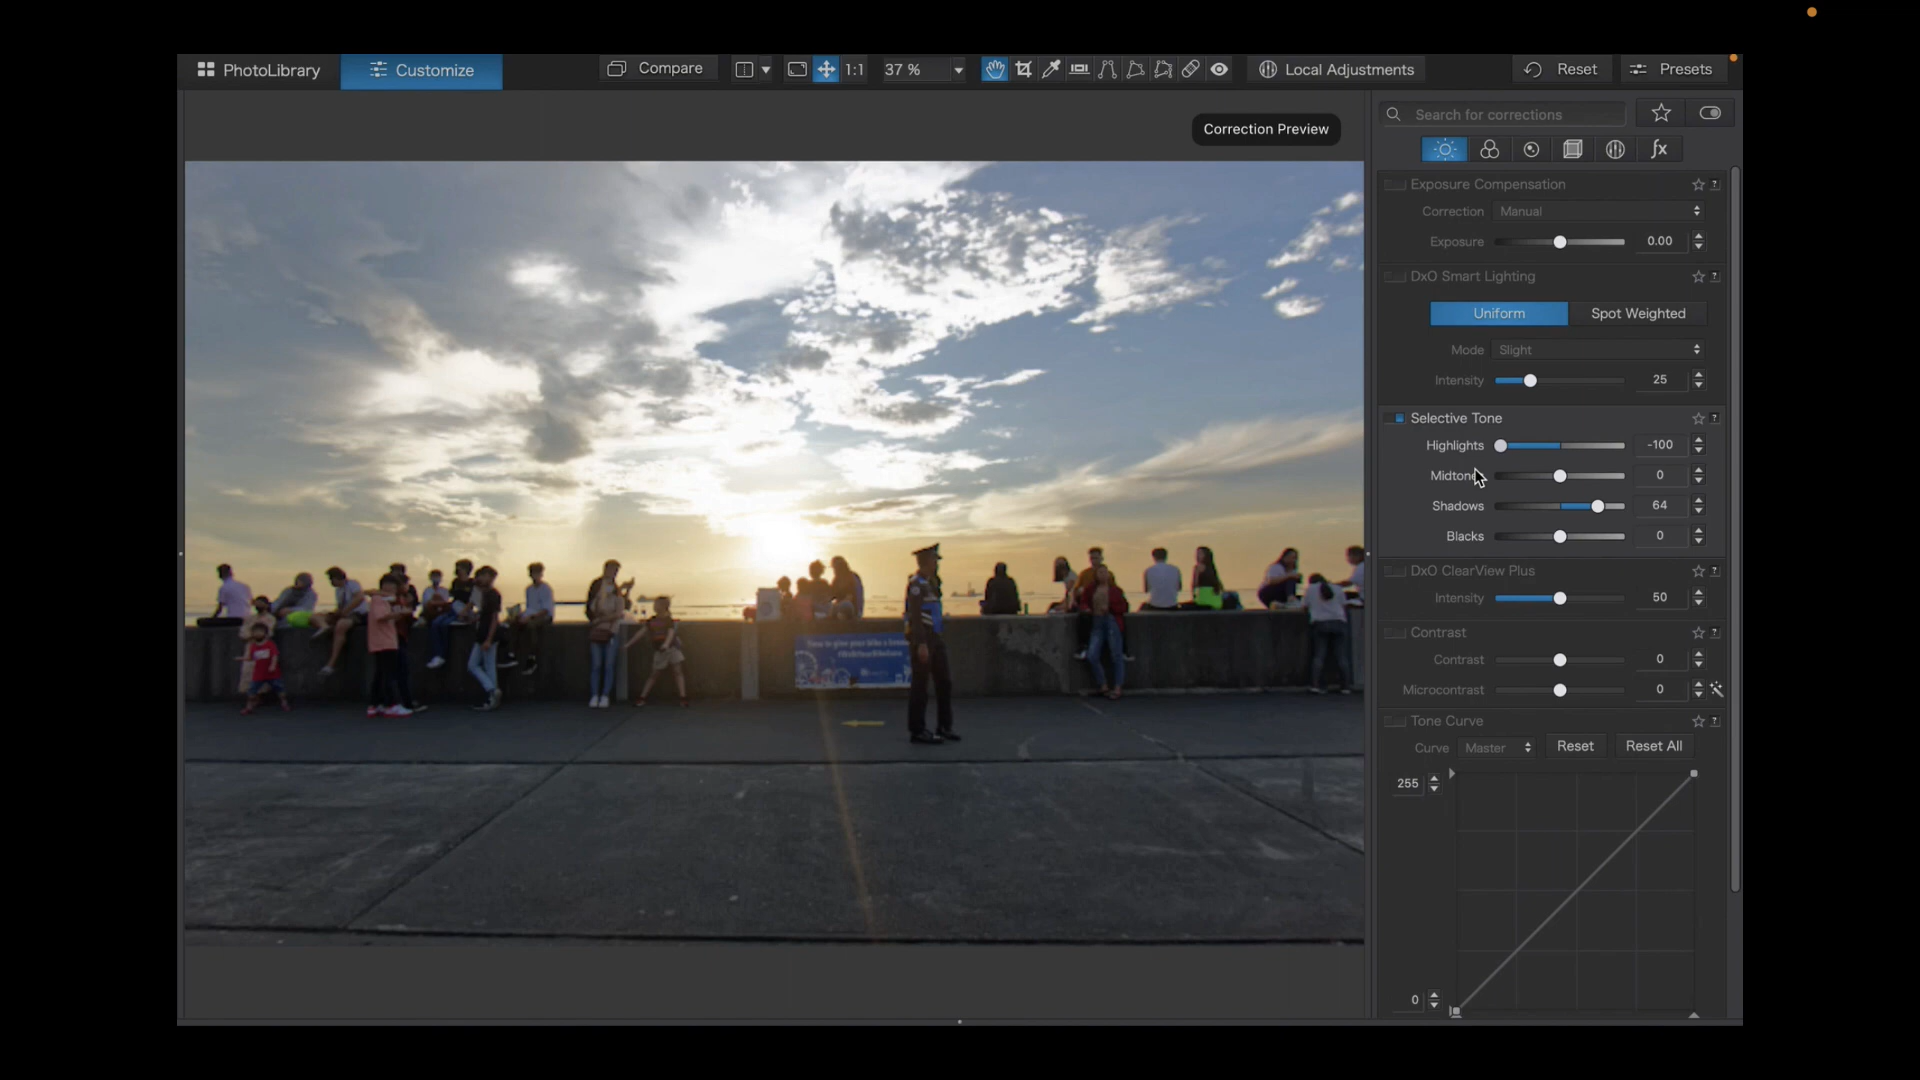 PhotoLibrary
Customize
Compare
1:1
37 %
Local Adjustments
Reset
Presets
Correction Preview
Search for corrections
fx
Exposure Compensation
?
Correction Manual
Exposure 0.00
DxO Smart Lighting
?
Uniform
Spot Weighted
Mode Slight
Intensity 25
Selective Tone
?
Highlights -100
Midtone 0
Shadows 64
Blacks 0
DxO ClearView Plus
?
Intensity 50
Contrast
?
Contrast 0
Microcontrast 0
Tone Curve
?
Curve Master
Reset
Reset All
255
0